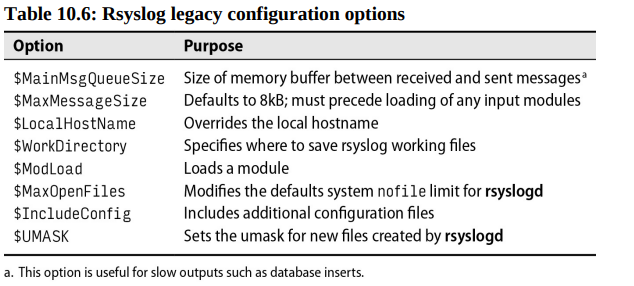 Table 10.6: Rsyslog legacy configuration options
Option Purpose
$MainMsgQueueSize Size of memory buffer between received and sent messages a
$MaxMessageSize Defaults to 8kB; must precede loading of any input modules
$LocalHostName Overrides the local hostname
$WorkDirectory Specifies where to save rsyslog working files
$ModLoad Loads a module
$MaxOpenFiles Modifies the defaults system nofile limit for rsyslogd
$IncludeConfig Includes additional configuration files
$UMASK Sets the umask for new files created by rsyslogd
a. This option is useful for slow outputs such as database inserts.